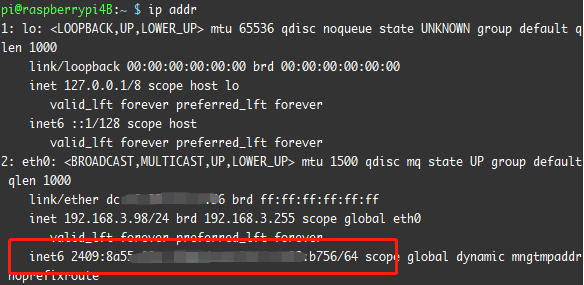 pi@raspberrypi4B:~ $ ip addr
1: lo: <LOOPBACK,UP,LOWER_UP> mtu 65536 qdisc noqueue state UNKNOWN group default q
len 1000
    link/loopback 00:00:00:00:00:00 brd 00:00:00:00:00:00
    inet 127.0.0.1/8 scope host lo
       valid_lft forever preferred_lft forever
    inet6 ::1/128 scope host
       valid_lft forever preferred_lft forever
2: eth0: <BROADCAST,MULTICAST,UP,LOWER_UP> mtu 1500 qdisc mq state UP group default
 qlen 1000
    link/ether dc 06 brd ff:ff:ff:ff:ff:ff
    inet 192.168.3.98/24 brd 192.168.3.255 scope global eth0
       valid_lft forever preferred_lft forever
    inet6 2409:8a55 :b756/64 scope global dynamic mngtmpaddr
 noprefixroute